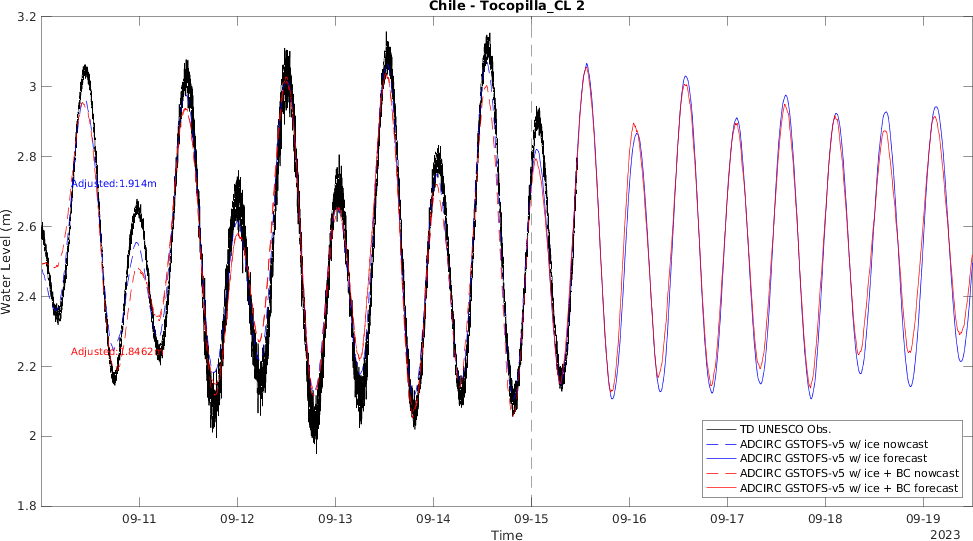 Chile - Tocopilla_CL 2
3.2
3
2.8
2.6
2.4
2.2
2
1.8
Water Level (m)
Adjusted:1.914m
Adjusted:1.8462m
TD UNESCO Obs.
ADCIRC GSTOFS-v5 w/ ice nowcast
ADCIRC GSTOFS-v5 w/ ice forecast
ADCIRC GSTOFS-v5 w/ ice + BC nowcast
ADCIRC GSTOFS-v5 w/ ice + BC forecast
09-11 09-12 09-13 09-14 09-15 09-16 09-17 09-18 09-19
Time
2023